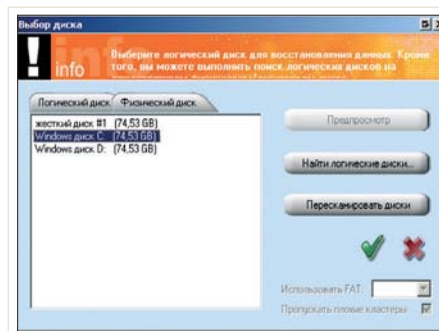 Выбор диска
!
info
Выберите логический диск для восстановления данных. Кроме
того, вы можете выполнить поиск логических дисков на
Логический диск
Физический диск
жесткий диск #1 (74,53 GB)
Windows диск C: (74,53 GB)
Windows диск D: (74,53 GB)
Предпросмотр
Найти логические диски...
Пересканировать диски
Использовать FAT:
Пропускать плохие кластеры